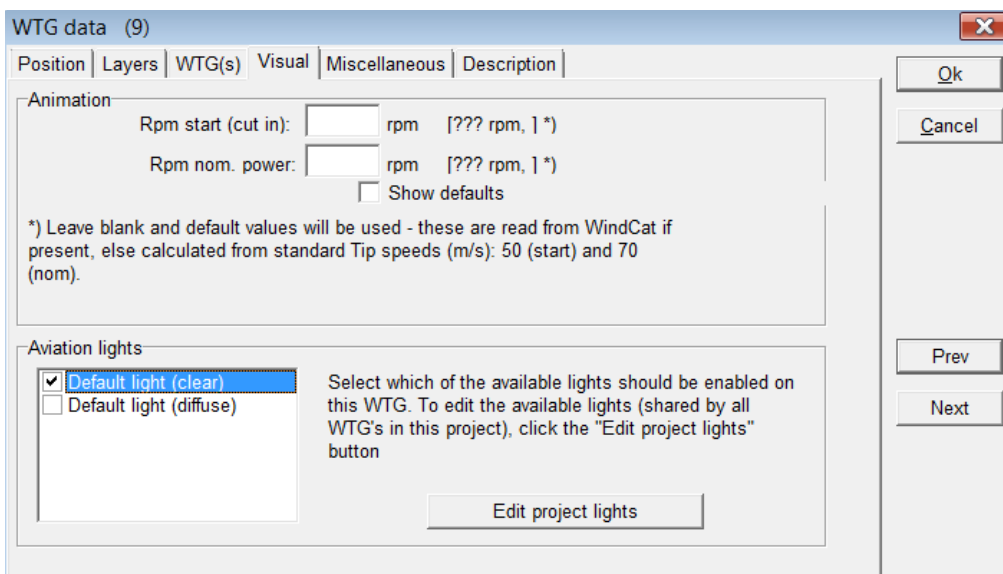 WTG data (9)
Position Layers WTG(s) Visual Miscellaneous Description
Ok
Cancel
Animation
Rpm start (cut in): rpm [??? rpm, ] *)
Rpm nom. power: rpm [??? rpm, ] *)
Show defaults
*) Leave blank and default values will be used - these are read from WindCat if
present, else calculated from standard Tip speeds (m/s): 50 (start) and 70
(nom).
Aviation lights
Default light (clear)
Default light (diffuse)
Select which of the available lights should be enabled on
this WTG. To edit the available lights (shared by all
WTG's in this project), click the "Edit project lights"
button
Edit project lights
Prev
Next